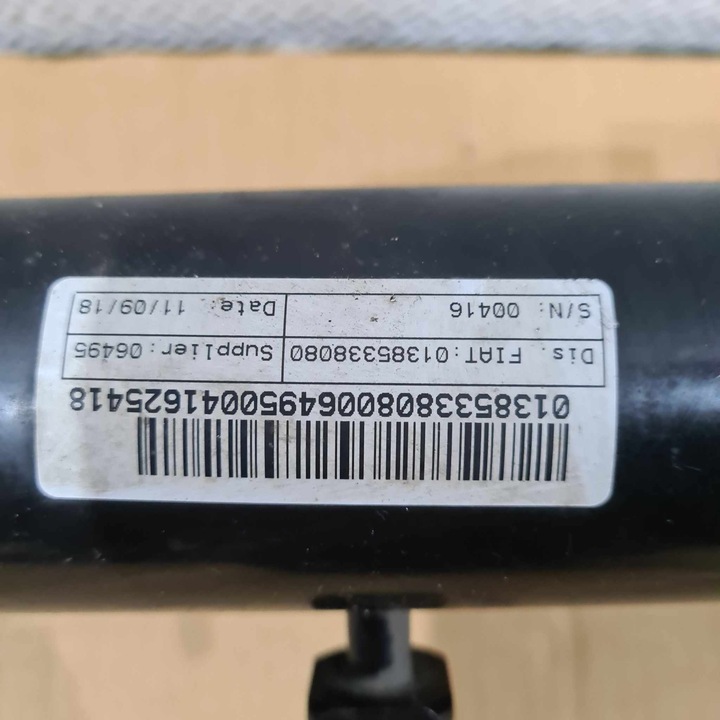 01385338080064950041625418
Dis. FIAT:01385338080 Supplier:06495
S/N: 00416 Date: 11/09/18